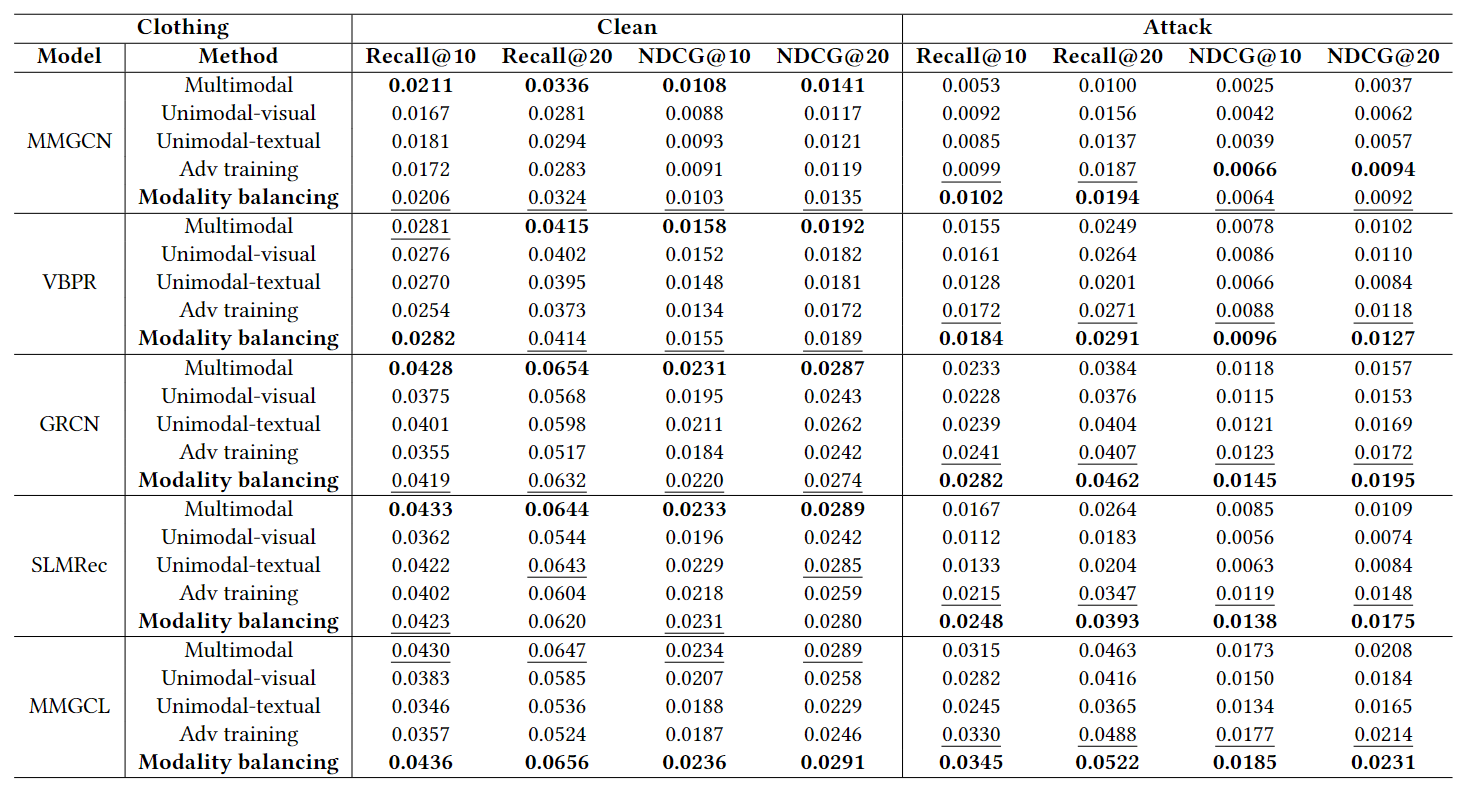 Clothing Clean Attack
Model Method Recall@10 Recall@20 NDCG@10 NDCG@20 Recall@10 Recall@20 NDCG@10 NDCG@20
Multimodal 0.0211 0.0336 0.0108 0.0141 0.0053 0.0100 0.0025 0.0037
Unimodal-visual 0.0167 0.0281 0.0088 0.0117 0.0092 0.0156 0.0042 0.0062
MMGCN Unimodal-textual 0.0181 0.0294 0.0093 0.0121 0.0085 0.0137 0.0039 0.0057
Adv training 0.0172 0.0283 0.0091 0.0119 0.0099 0.0187 0.0066 0.0094
Modality balancing 0.0206 0.0324 0.0103 0.0135 0.0102 0.0194 0.0064 0.0092
Multimodal 0.0281 0.0415 0.0158 0.0192 0.0155 0.0249 0.0078 0.0102
Unimodal-visual 0.0276 0.0402 0.0152 0.0182 0.0161 0.0264 0.0086 0.0110
VBPR Unimodal-textual 0.0270 0.0395 0.0148 0.0181 0.0128 0.0201 0.0066 0.0084
Adv training 0.0254 0.0373 0.0134 0.0172 0.0172 0.0271 0.0088 0.0118
Modality balancing 0.0282 0.0414 0.0155 0.0189 0.0184 0.0291 0.0096 0.0127
Multimodal 0.0428 0.0654 0.0231 0.0287 0.0233 0.0384 0.0118 0.0157
Unimodal-visual 0.0375 0.0568 0.0195 0.0243 0.0228 0.0376 0.0115 0.0153
GRCN Unimodal-textual 0.0401 0.0598 0.0211 0.0262 0.0239 0.0404 0.0121 0.0169
Adv training 0.0355 0.0517 0.0184 0.0242 0.0241 0.0407 0.0123 0.0172
Modality balancing 0.0419 0.0632 0.0220 0.0274 0.0282 0.0462 0.0145 0.0195
Multimodal 0.0433 0.0644 0.0233 0.0289 0.0167 0.0264 0.0085 0.0109
Unimodal-visual 0.0362 0.0544 0.0196 0.0242 0.0112 0.0183 0.0056 0.0074
SLMRec Unimodal-textual 0.0422 0.0643 0.0229 0.0285 0.0133 0.0204 0.0063 0.0084
Adv training 0.0402 0.0604 0.0218 0.0259 0.0215 0.0347 0.0119 0.0148
Modality balancing 0.0423 0.0620 0.0231 0.0280 0.0248 0.0393 0.0138 0.0175
Multimodal 0.0430 0.0647 0.0234 0.0289 0.0315 0.0463 0.0173 0.0208
Unimodal-visual 0.0383 0.0585 0.0207 0.0258 0.0282 0.0416 0.0150 0.0184
MMGCL Unimodal-textual 0.0346 0.0536 0.0188 0.0229 0.0245 0.0365 0.0134 0.0165
Adv training 0.0357 0.0524 0.0187 0.0246 0.0330 0.0488 0.0177 0.0214
Modality balancing 0.0436 0.0656 0.0236 0.0291 0.0345 0.0522 0.0185 0.0231